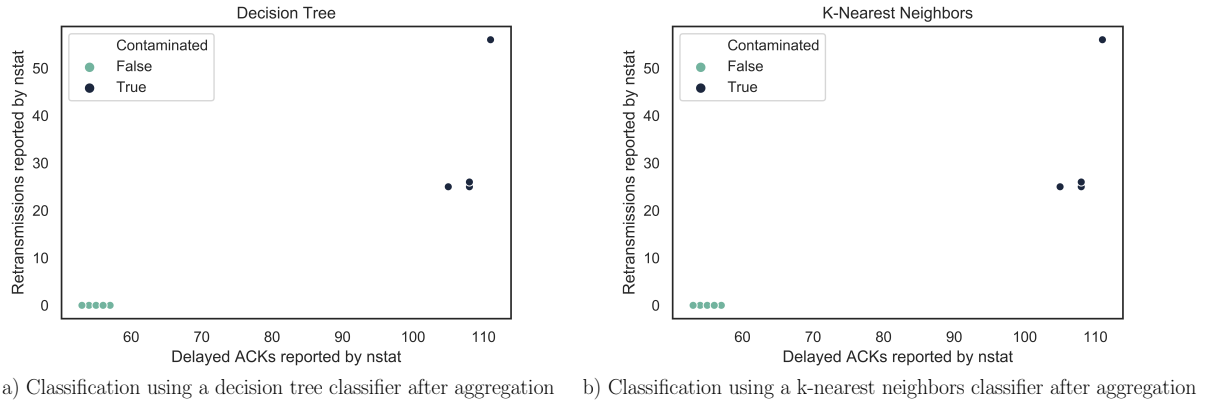 Decision Tree
Contaminated
False
True
50
40
30
20
10
0
Retransmissions reported by nstat
60 70 80 90 100 110
Delayed ACKs reported by nstat
a) Classification using a decision tree classifier after aggregation
K-Nearest Neighbors
Contaminated
False
True
50
40
30
20
10
0
Retransmissions reported by nstat
60 70 80 90 100 110
Delayed ACKs reported by nstat
b) Classification using a k-nearest neighbors classifier after aggregation